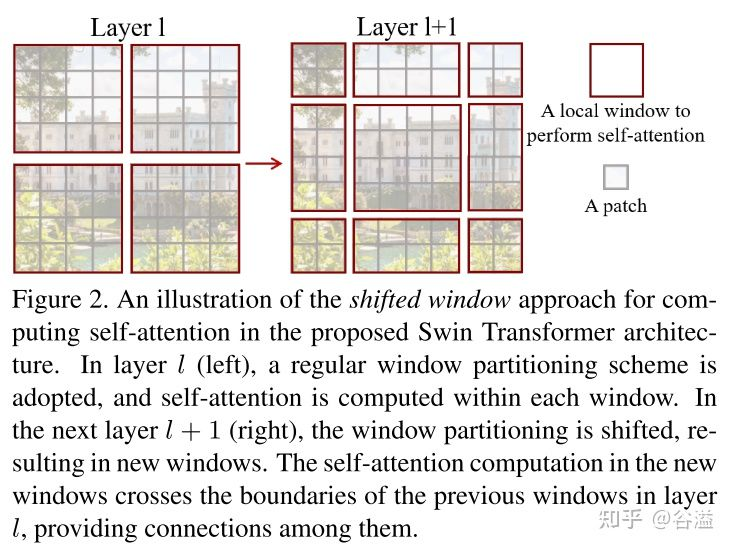 Layer l
Layer l+1
A local window to
perform self-attention
A patch
Figure 2. An illustration of the shifted window approach for com-
puting self-attention in the proposed Swin Transformer architec-
ture. In layer l (left), a regular window partitioning scheme is
adopted, and self-attention is computed within each window. In
the next layer l + 1 (right), the window partitioning is shifted, re-
sulting in new windows. The self-attention computation in the new
windows crosses the boundaries of the previous windows in layer
l, providing connections among them.
知乎 @谷溢